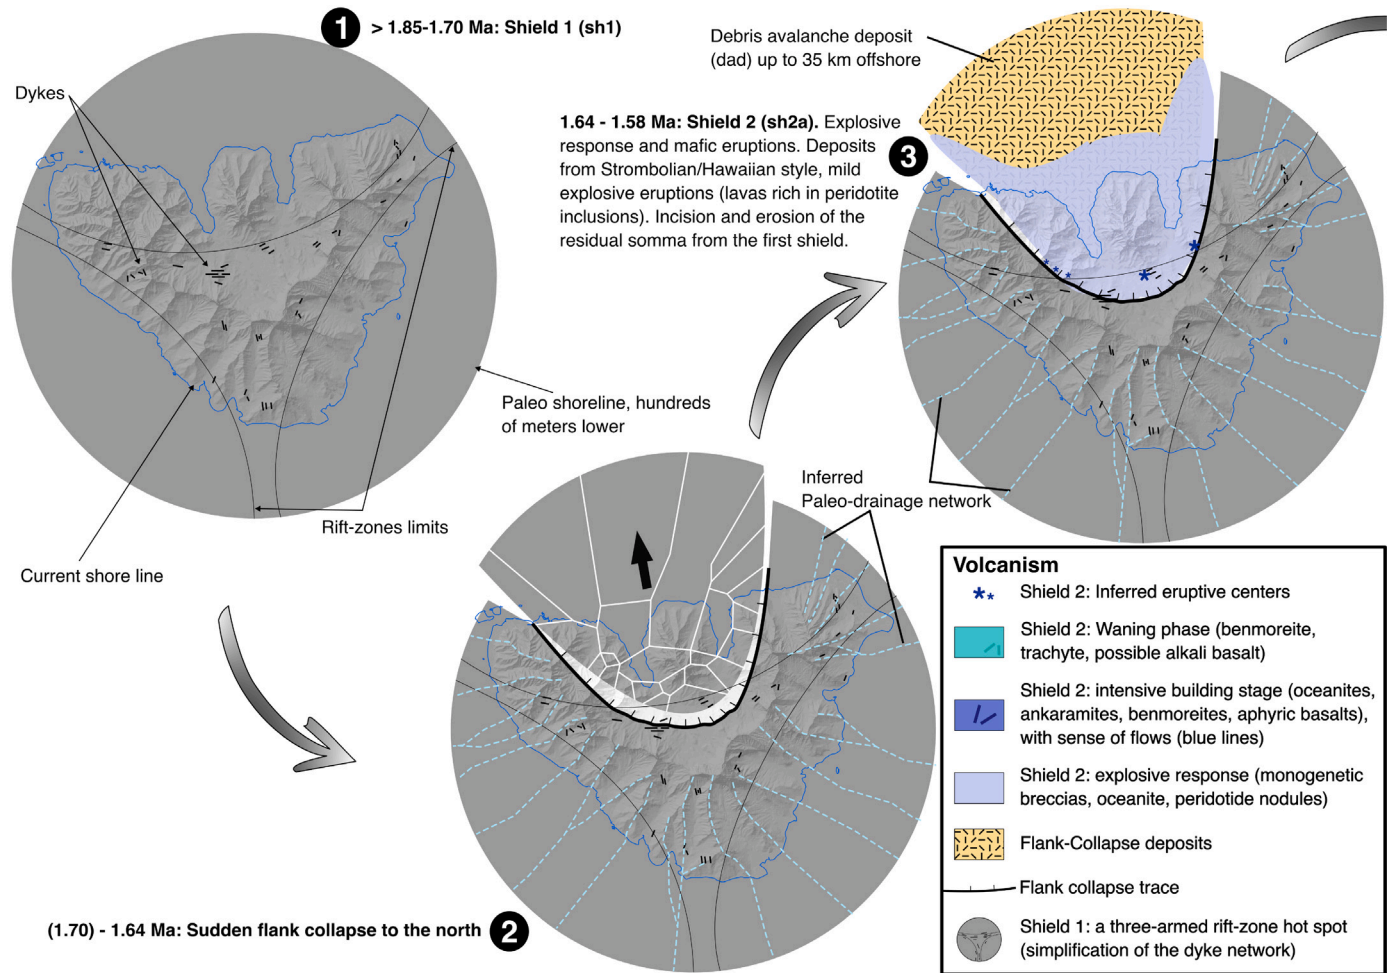 1
> 1.85-1.70 Ma: Shield 1 (sh1)
Dykes
Paleo shoreline, hundreds
of meters lower
Rift-zones limits
Current shore line
(1.70) - 1.64 Ma: Sudden flank collapse to the north
2
Inferred
Paleo-drainage network
Debris avalanche deposit
(dad) up to 35 km offshore
1.64 - 1.58 Ma: Shield 2 (sh2a). Explosive
response and mafic eruptions. Deposits
from Strombolian/Hawaiian style, mild
explosive eruptions (lavas rich in peridotite
inclusions). Incision and erosion of the
residual somma from the first shield.
3
Volcanism
Shield 2: Inferred eruptive centers
Shield 2: Waning phase (benmoreite,
trachyte, possible alkali basalt)
Shield 2: intensive building stage (oceanites,
ankaramites, benmoreites, aphyric basalts),
with sense of flows (blue lines)
Shield 2: explosive response (monogenetic
breccias, oceanite, peridotide nodules)
Flank-Collapse deposits
Flank collapse trace
Shield 1: a three-armed rift-zone hot spot
(simplification of the dyke network)